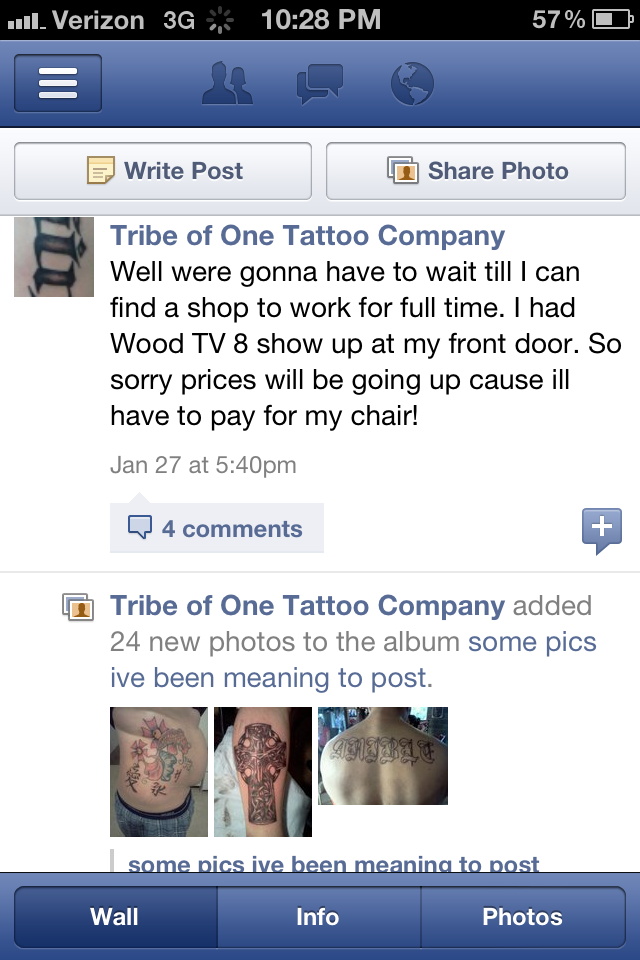 Verizon 3G 10:28 PM 57%
Write Post Share Photo
Tribe of One Tattoo Company
Well were gonna have to wait till I can
find a shop to work for full time. I had
Wood TV 8 show up at my front door. So
sorry prices will be going up cause ill
have to pay for my chair!
Jan 27 at 5:40pm
4 comments
Tribe of One Tattoo Company added
24 new photos to the album some pics
ive been meaning to post.
some pics ive been meaning to post
Wall Info Photos